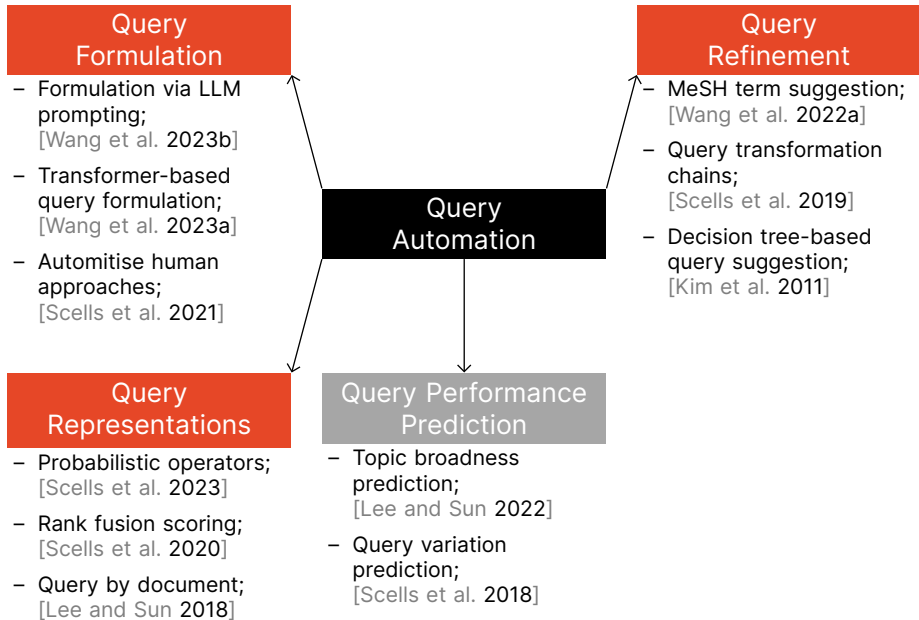 Query
Formulation
– Formulation via LLM
prompting;
[Wang et al. 2023b]
– Transformer-based
query formulation;
[Wang et al. 2023a]
– Automitise human
approaches;
[Scells et al. 2021]
Query
Refinement
– MeSH term suggestion;
[Wang et al. 2022a]
– Query transformation
chains;
[Scells et al. 2019]
– Decision tree-based
query suggestion;
[Kim et al. 2011]
Query
Automation
Query
Representations
– Probabilistic operators;
[Scells et al. 2023]
– Rank fusion scoring;
[Scells et al. 2020]
– Query by document;
[Lee and Sun 2018]
Query Performance
Prediction
– Topic broadness
prediction;
[Lee and Sun 2022]
– Query variation
prediction;
[Scells et al. 2018]